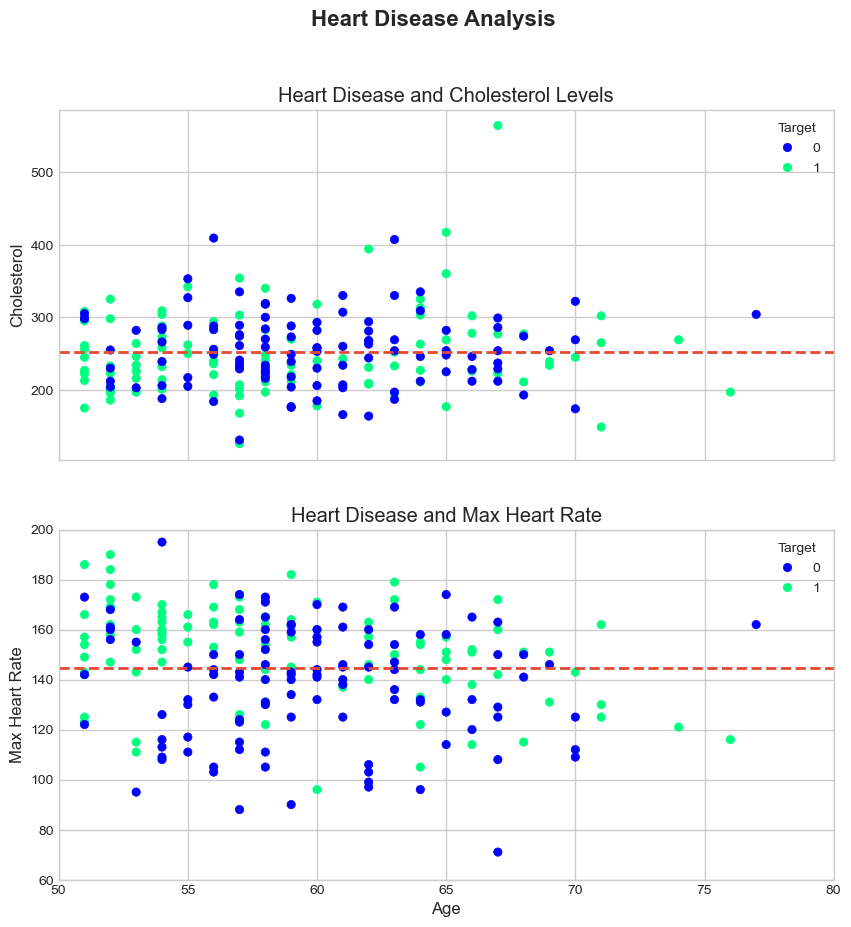 Heart Disease Analysis
Heart Disease and Cholesterol Levels
Target
0
1
500
400
300
200
Cholesterol
Heart Disease and Max Heart Rate
Target
0
1
200
180
160
140
120
100
80
60
Max Heart Rate
50 55 60 65 70 75 80
Age